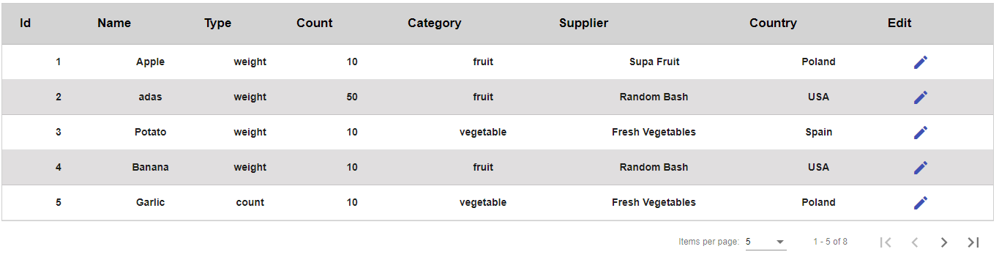 Id Name Type Count Category Supplier Country Edit
1 Apple weight 10 fruit Supa Fruit Poland
2 adas weight 50 fruit Random Bash USA
3 Potato weight 10 vegetable Fresh Vegetables Spain
4 Banana weight 10 fruit Random Bash USA
5 Garlic count 10 vegetable Fresh Vegetables Poland
Items per page: 5 1 - 5 of 8